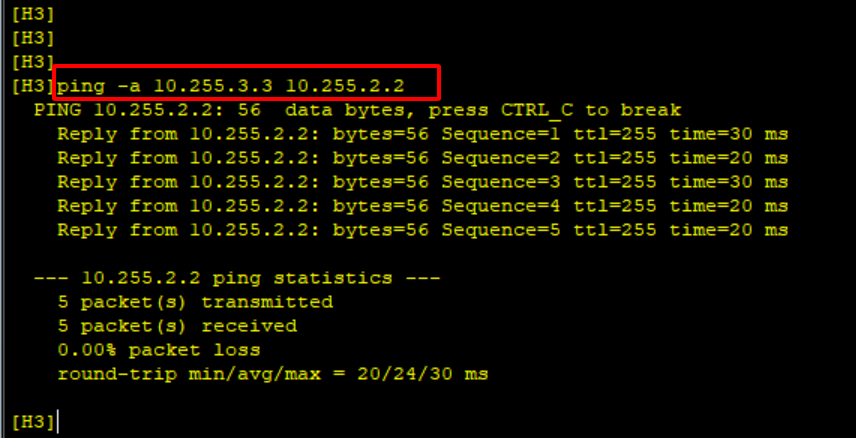 [H3]
[H3]
[H3]
[H3]ping -a 10.255.3.3 10.255.2.2
  PING 10.255.2.2: 56  data bytes, press CTRL_C to break
    Reply from 10.255.2.2: bytes=56 Sequence=1 ttl=255 time=30 ms
    Reply from 10.255.2.2: bytes=56 Sequence=2 ttl=255 time=20 ms
    Reply from 10.255.2.2: bytes=56 Sequence=3 ttl=255 time=30 ms
    Reply from 10.255.2.2: bytes=56 Sequence=4 ttl=255 time=20 ms
    Reply from 10.255.2.2: bytes=56 Sequence=5 ttl=255 time=20 ms
  --- 10.255.2.2 ping statistics ---
    5 packet(s) transmitted
    5 packet(s) received
    0.00% packet loss
    round-trip min/avg/max = 20/24/30 ms
[H3]